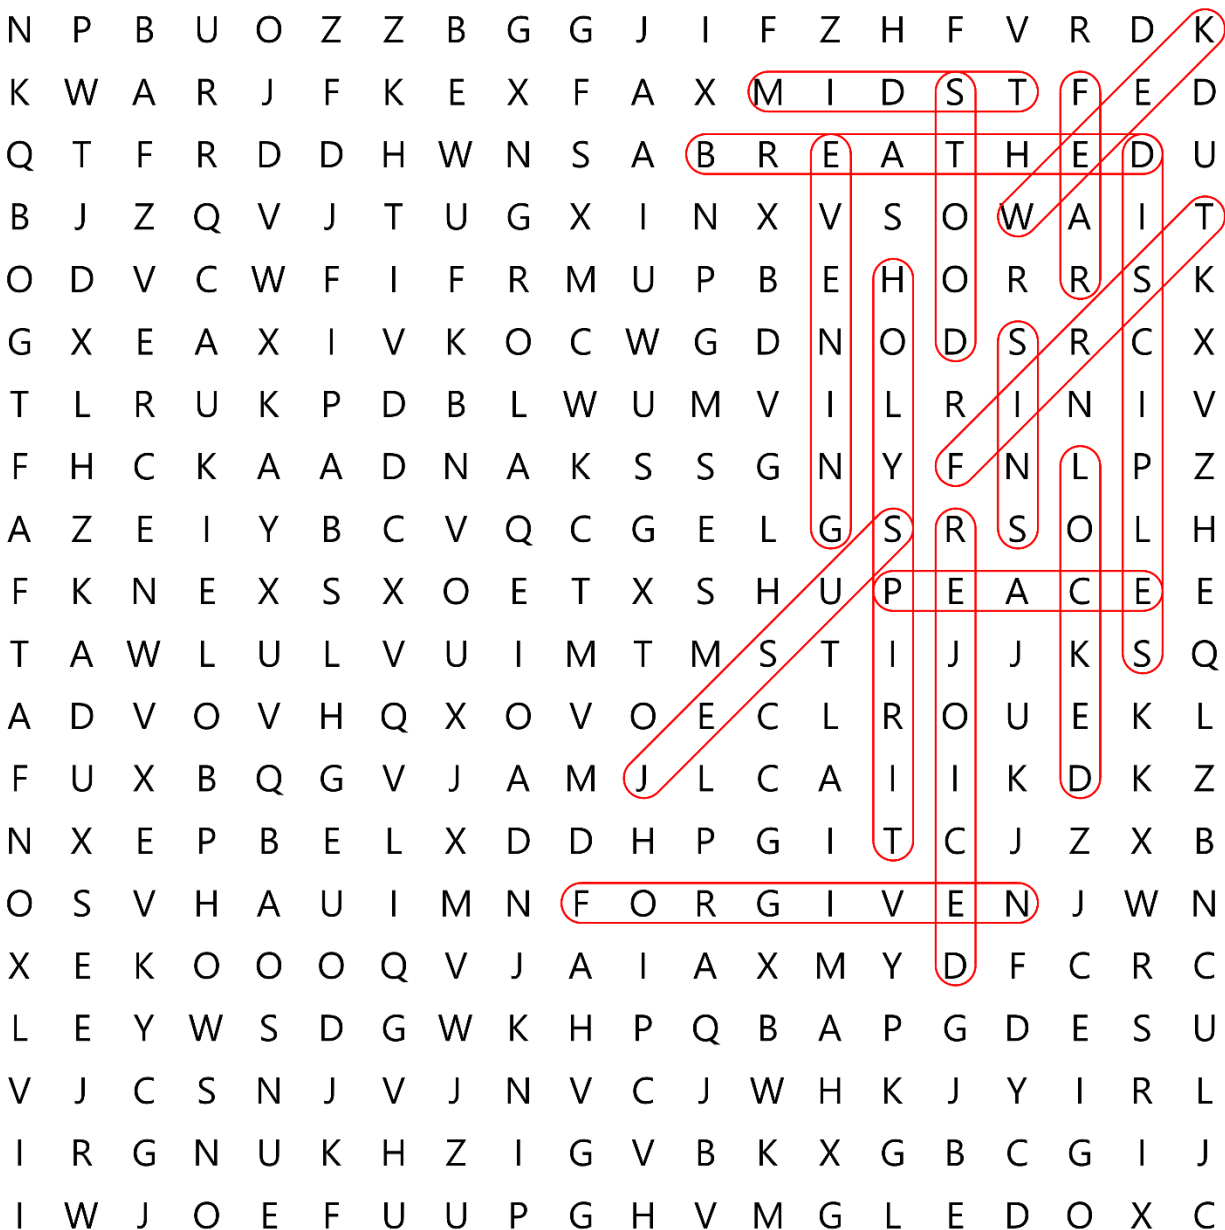 N P B U O Z Z B G G J I F Z H F V R D K
K W A R J F K E X F A X M I D S T F E D
Q T F R D D H W N S A B R E A T H E D U
B J Z Q V J T U G X I N X V S O W A I T
O D V C W F I F R M U P B E H O R R S K
G X E A X I V K O C W G D N O D S R C X
T L R U K P D B L W U M V I L R I N I V
F H C K A A D N A K S S G N Y F N L P Z
A Z E I Y B C V Q C G E L G S R S O L H
F K N E X S X O E T X S H U P E A C E E
T A W L U L V U I M T M S T I J J K S Q
A D V O V H Q X O V O E C L R O U E K L
F U X B Q G V J A M J L C A I I K D K Z
N X E P B E L X D D H P G I T C J Z X B
O S V H A U I M N F O R G I V E N J W N
X E K O O O Q V J A I A X M Y D F C R C
L E Y W S D G W K H P Q B A P G D E S U
V J C S N J V J N V C J W H K J Y I R L
I R G N U K H Z I G V B K X G B C G I J
I W J O E F U U P G H V M G L E D O X C